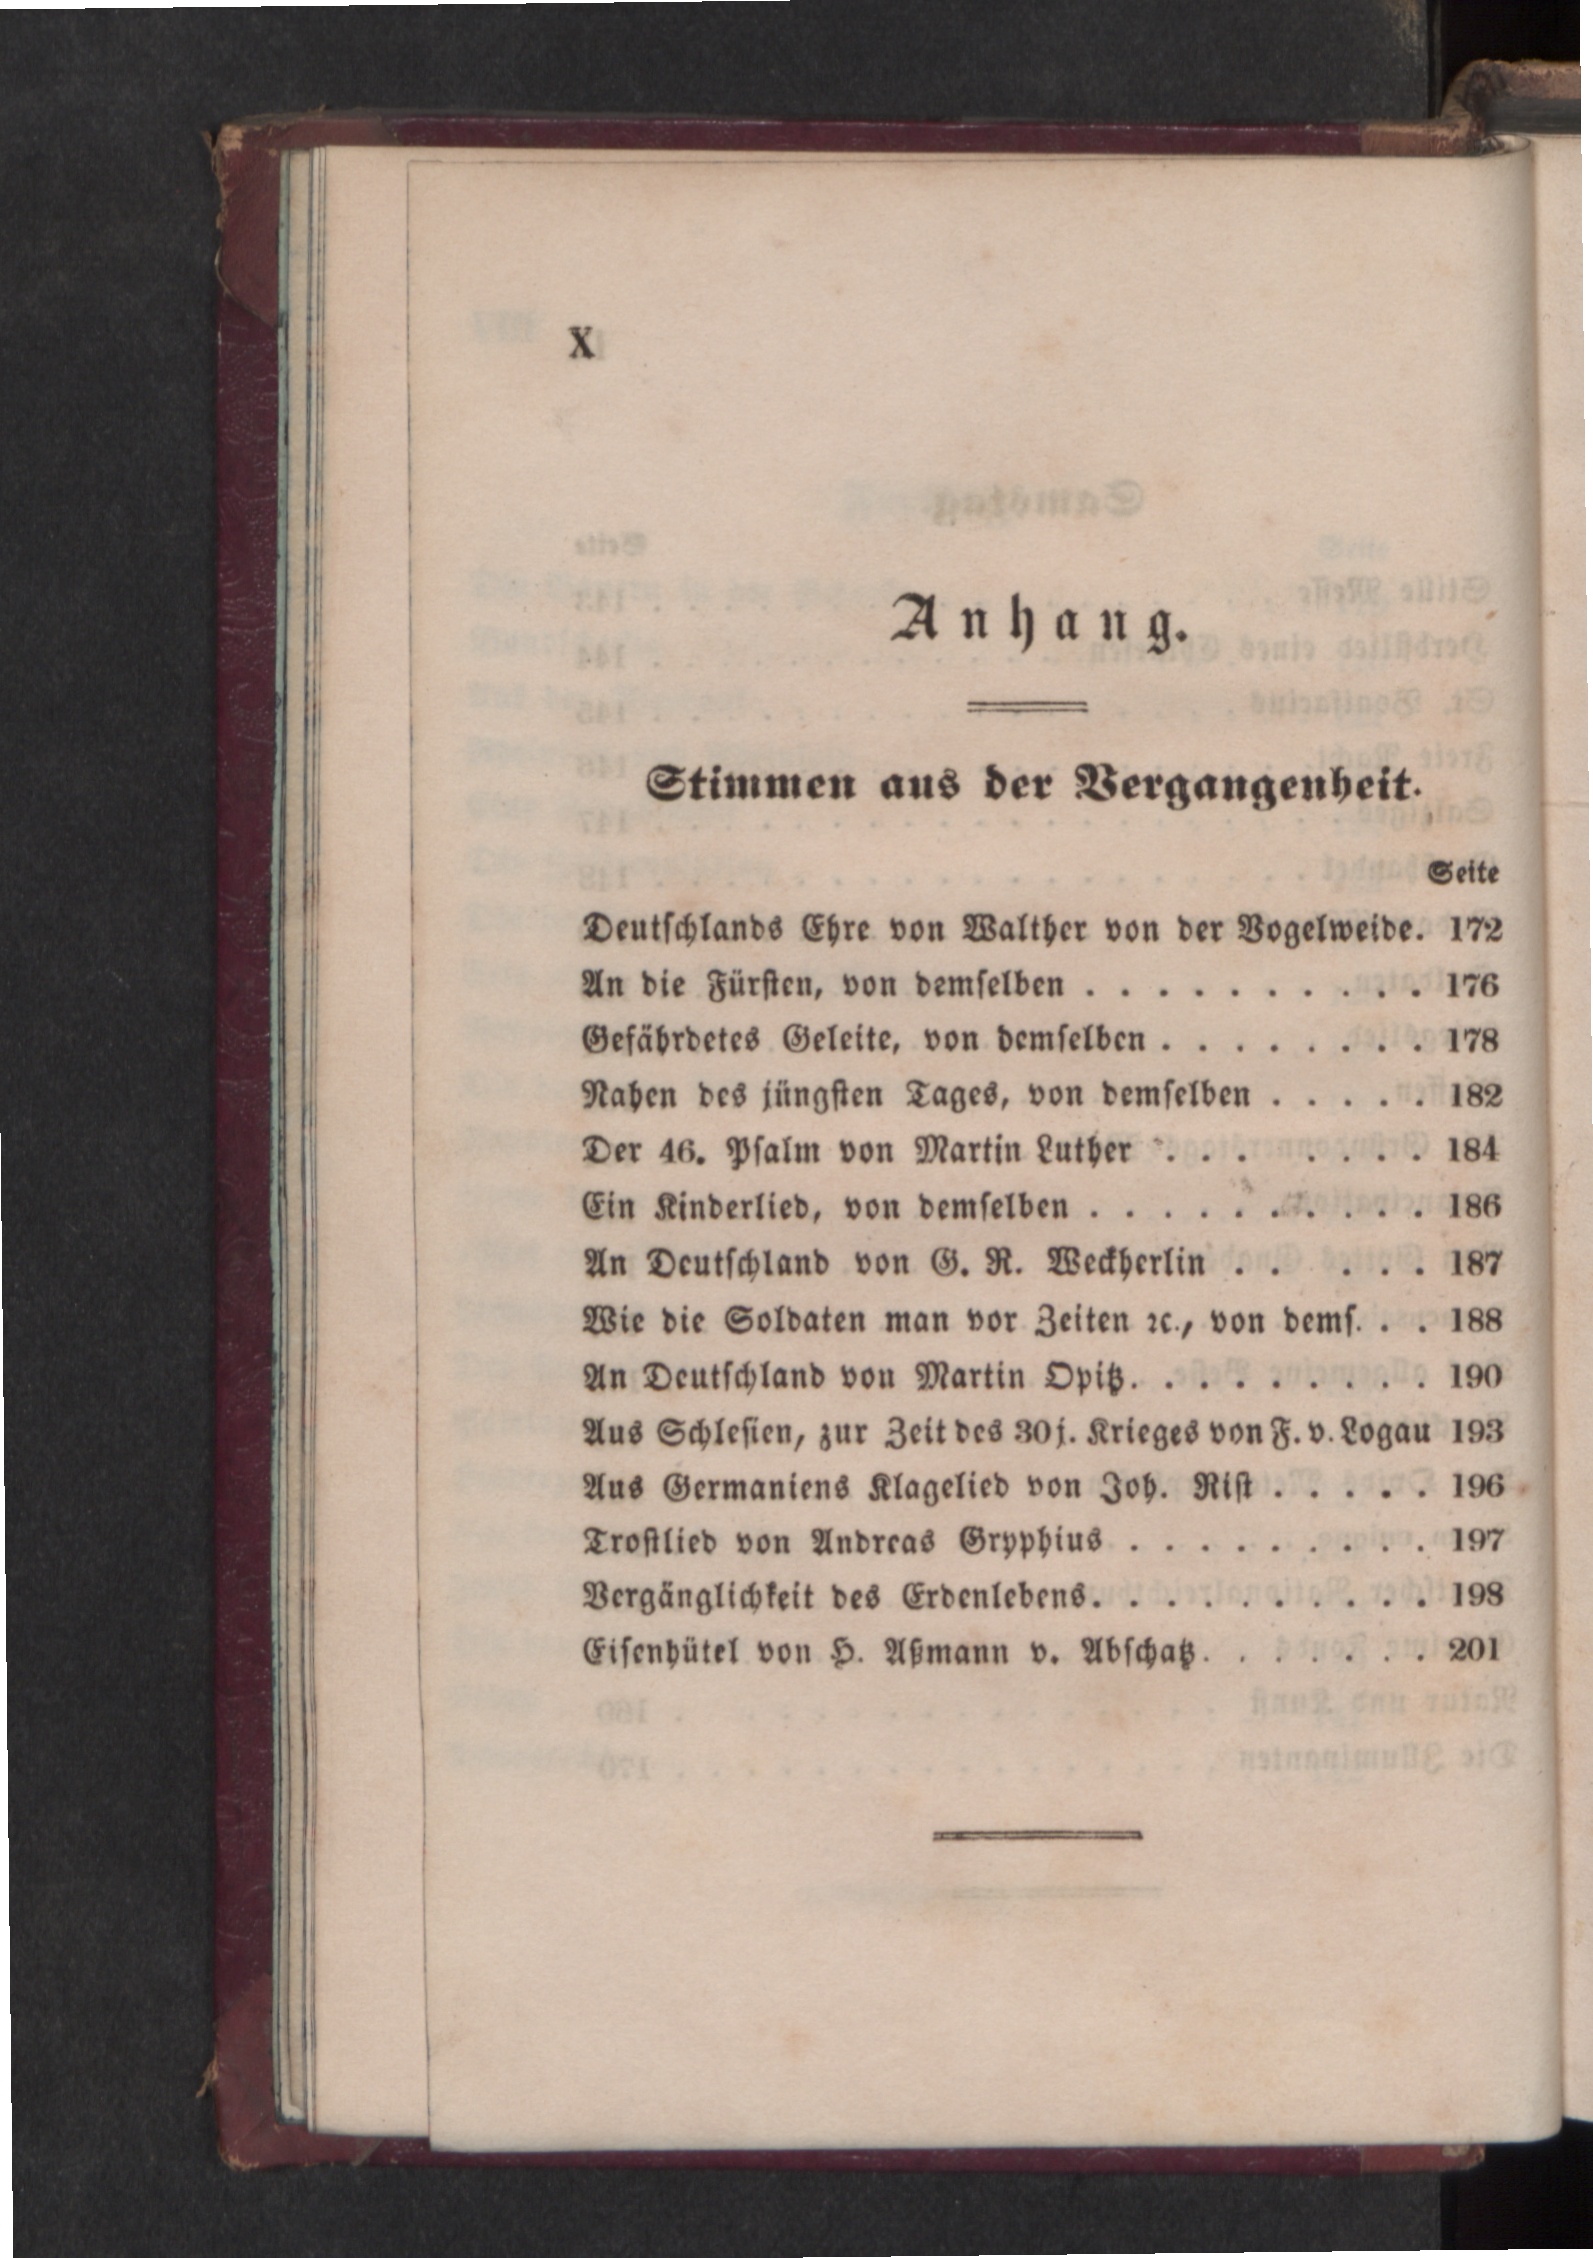 X
Anhang.
Stimmen aus der Vergangenheit.
Seite
Deutschlands Ehre von Walther von der Vogelweide. 172
An die Fürsten, von demselben . . . . . . . . . . 176
Gefährdetes Geleite, von demselben . . . . . . . . 178
Nahen des jüngsten Tages, von demselben . . . . . 182
Der 46. Psalm von Martin Luther . . . . . . . . 184
Ein Kinderlied, von demselben . . . . . . . . . . 186
An Deutschland von G. R. Weckherlin . . . . . 187
Wie die Soldaten man vor Zeiten ꝛc., von dems. . . 188
An Deutschland von Martin Opitz. . . . . . . . . 190
Aus Schlesien, zur Zeit des 30j. Krieges von F. v. Logau 193
Aus Germaniens Klagelied von Joh. Rist . . . . . 196
Trostlied von Andreas Gryphius . . . . . . . . . 197
Vergänglichkeit des Erdenlebens. . . . . . . . . . 198
Eisenhütel von H. Aßmann v. Abschatz. . . . . . . 201